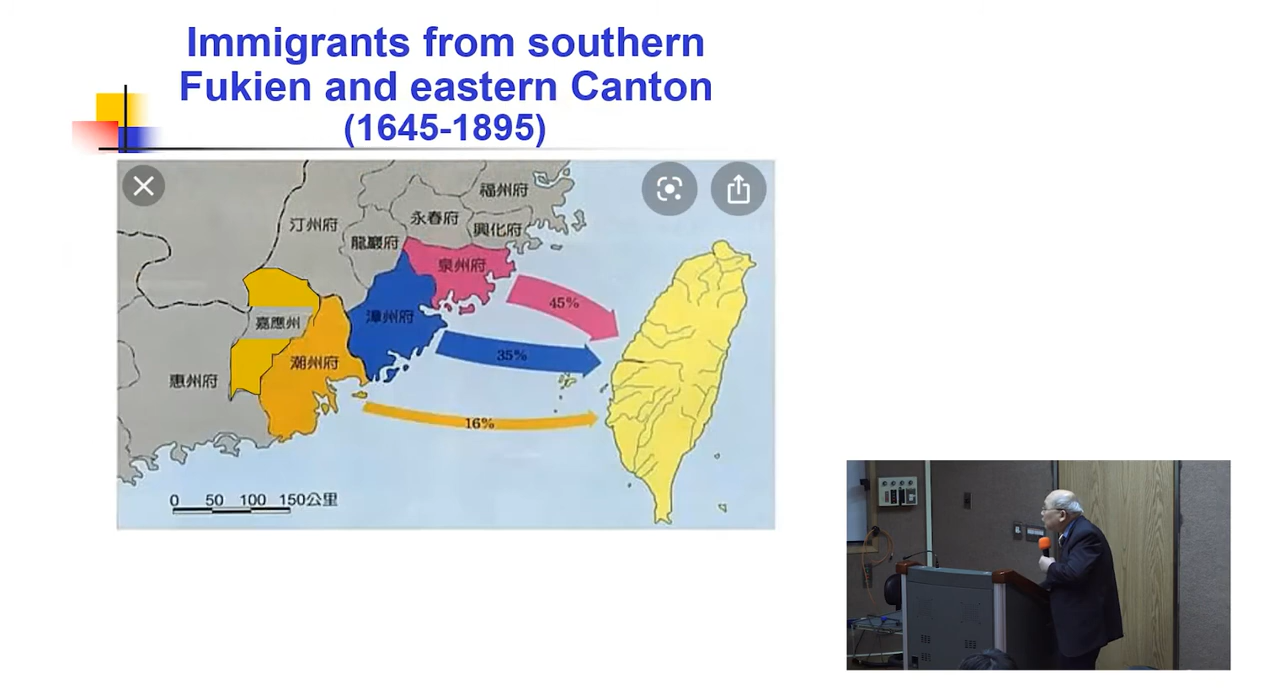 Immigrants from southern
Fukien and eastern Canton
(1645-1895)
福州府
永春府
興化府
汀州府
龍巖府
泉州府
45%
嘉應州
漳州府
35%
潮州府
惠州府
16%
0 50 100 150公里